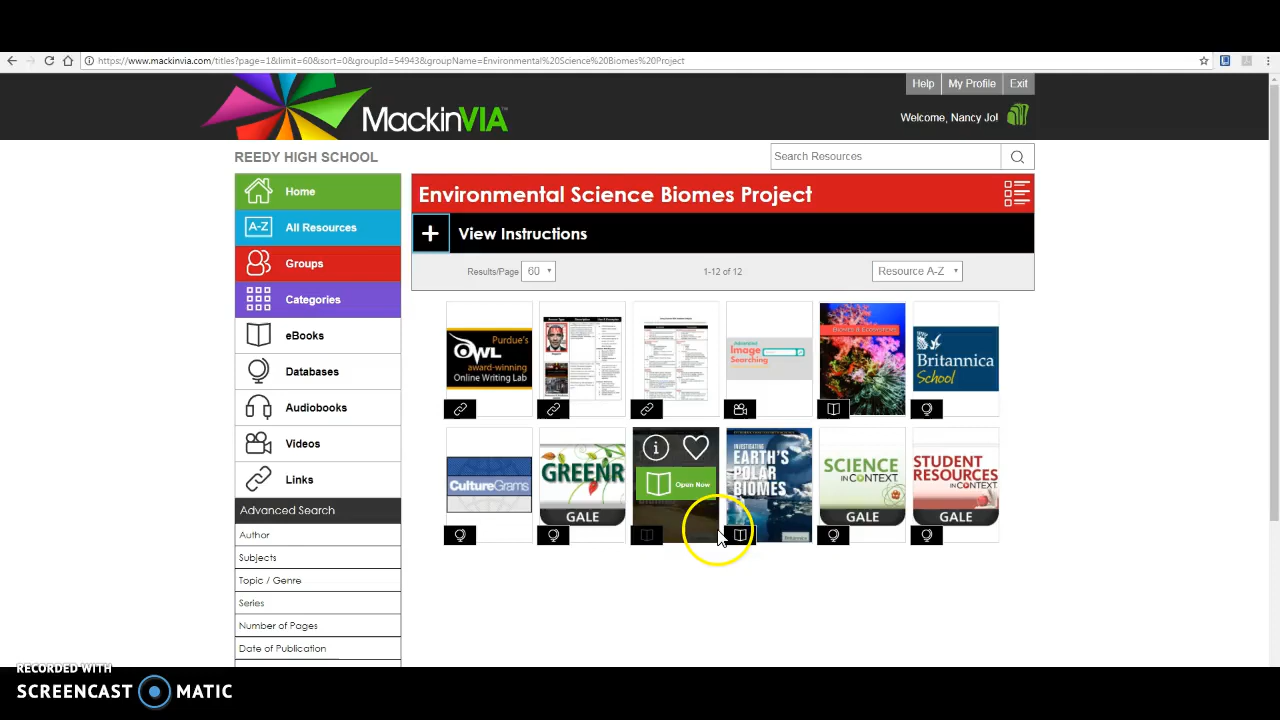 https://www.mackinvia.com/titles?page=1&limit=60&sort=0&groupId=54943&groupName=Environmental%20Science%20Biomes%20Project
MackinVIA
Help
My Profile
Exit
Welcome, Nancy Jo!
REEDY HIGH SCHOOL
Search Resources
Home
A-Z
All Resources
Groups
Categories
eBooks
Databases
Audiobooks
Videos
Links
Advanced Search
Author
Subjects
Topic / Genre
Series
Number of Pages
Date of Publication
Environmental Science Biomes Project
+
View Instructions
Results/Page
60
1-12 of 12
Resource A-Z
Purdue's
OWL
award-winning
Online Writing Lab
Image
Searching
BIOMES & ECOSYSTEMS
Britannica
School
CultureGrams
GREENR
GALE
Open Now
INVESTIGATING
EARTH'S
POLAR
BIOMES
SCIENCE
IN CONTEXT
GALE
STUDENT
RESOURCES
IN CONTEXT
GALE
RECORDED WITH
SCREENCAST MATIC